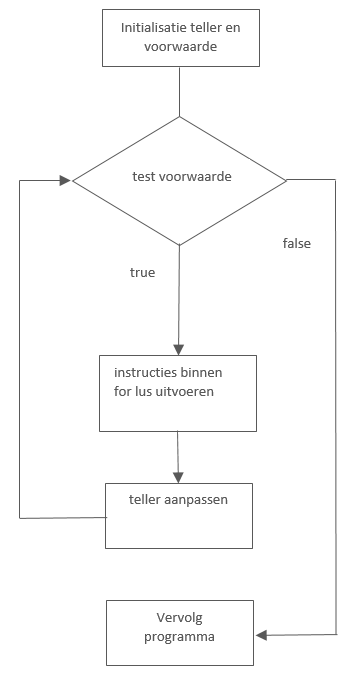 Initialisatie teller en
voorwaarde
test voorwaarde
false
true
instructies binnen
for lus uitvoeren
teller aanpassen
Vervolg
programma